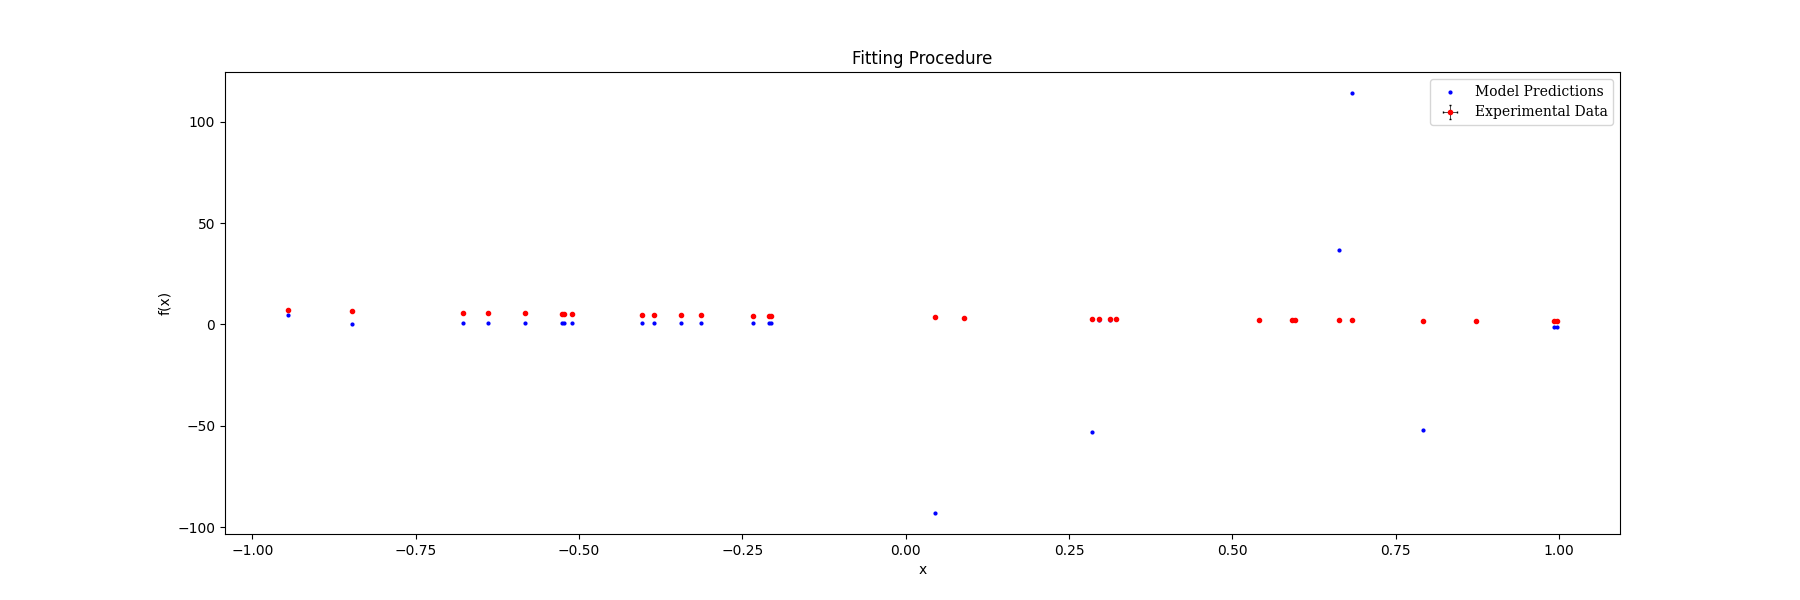 Fitting Procedure
Model Predictions
Experimental Data
100
50
0
−50
−100
f(x)
−1.00
−0.75
−0.50
−0.25
0.00
0.25
0.50
0.75
1.00
x